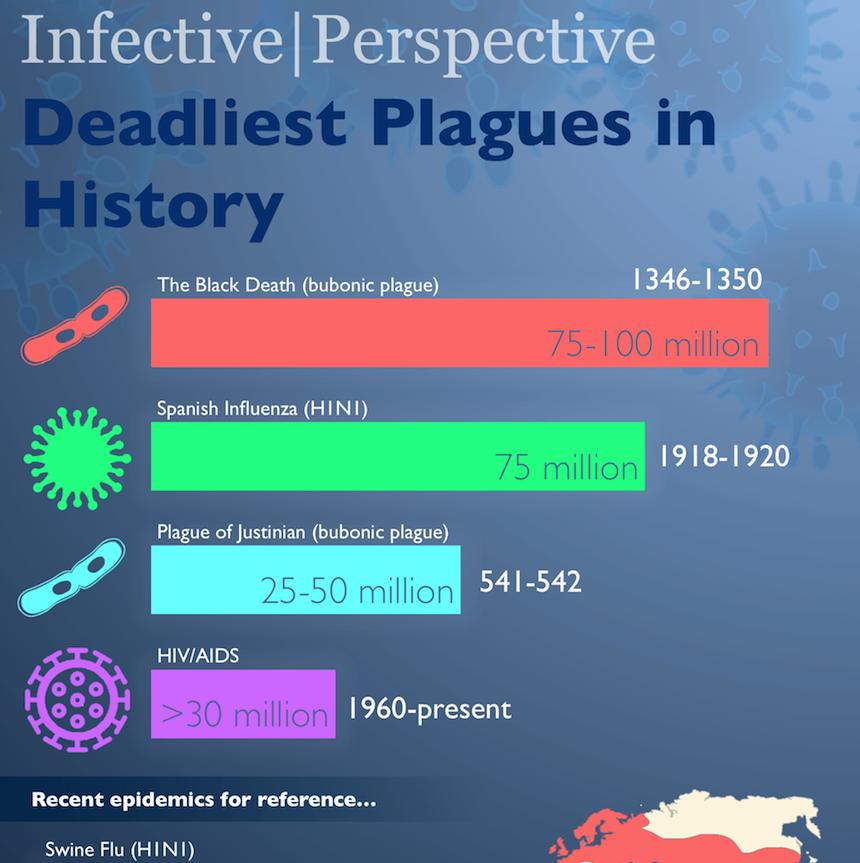 Infective|Perspective
Deadliest Plagues in
History
The Black Death (bubonic plague)
1346-1350
75-100 million
Spanish Influenza (H1N1)
75 million
1918-1920
Plague of Justinian (bubonic plague)
25-50 million
541-542
HIV/AIDS
>30 million
1960-present
Recent epidemics for reference...
Swine Flu (H1N1)